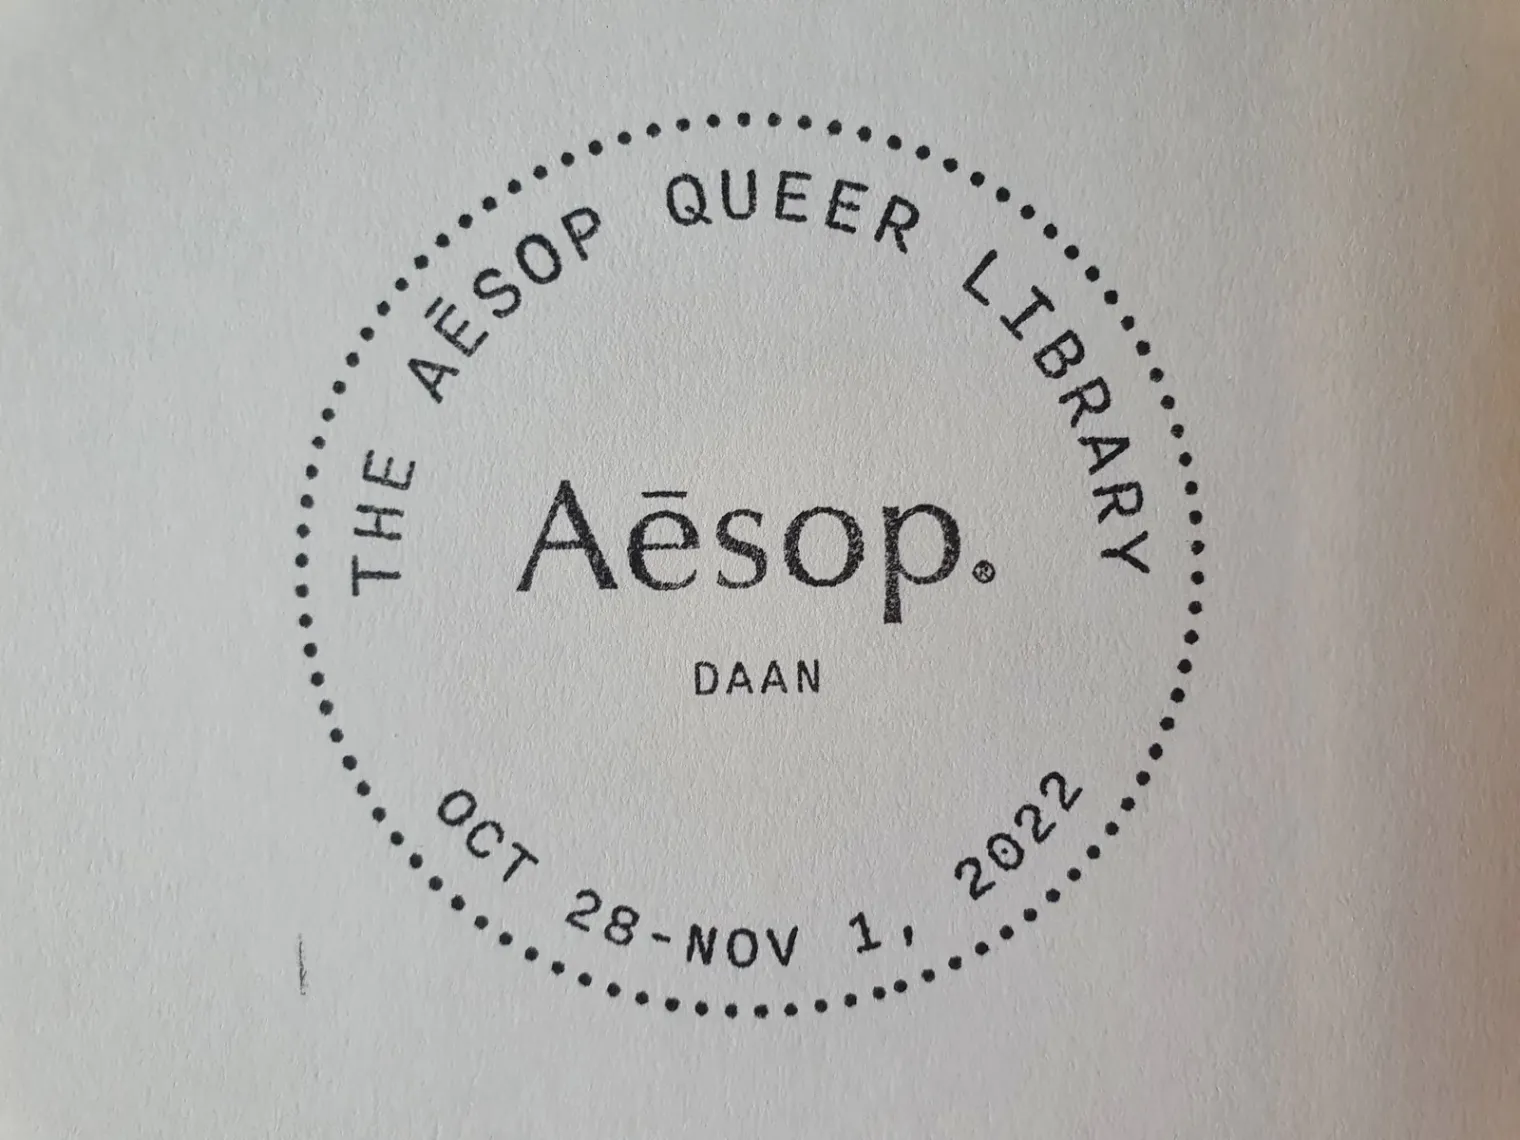 THE AĒSOP QUEER LIBRARY
Aēsop.®
DAAN
OCT 28-NOV 1, 2022